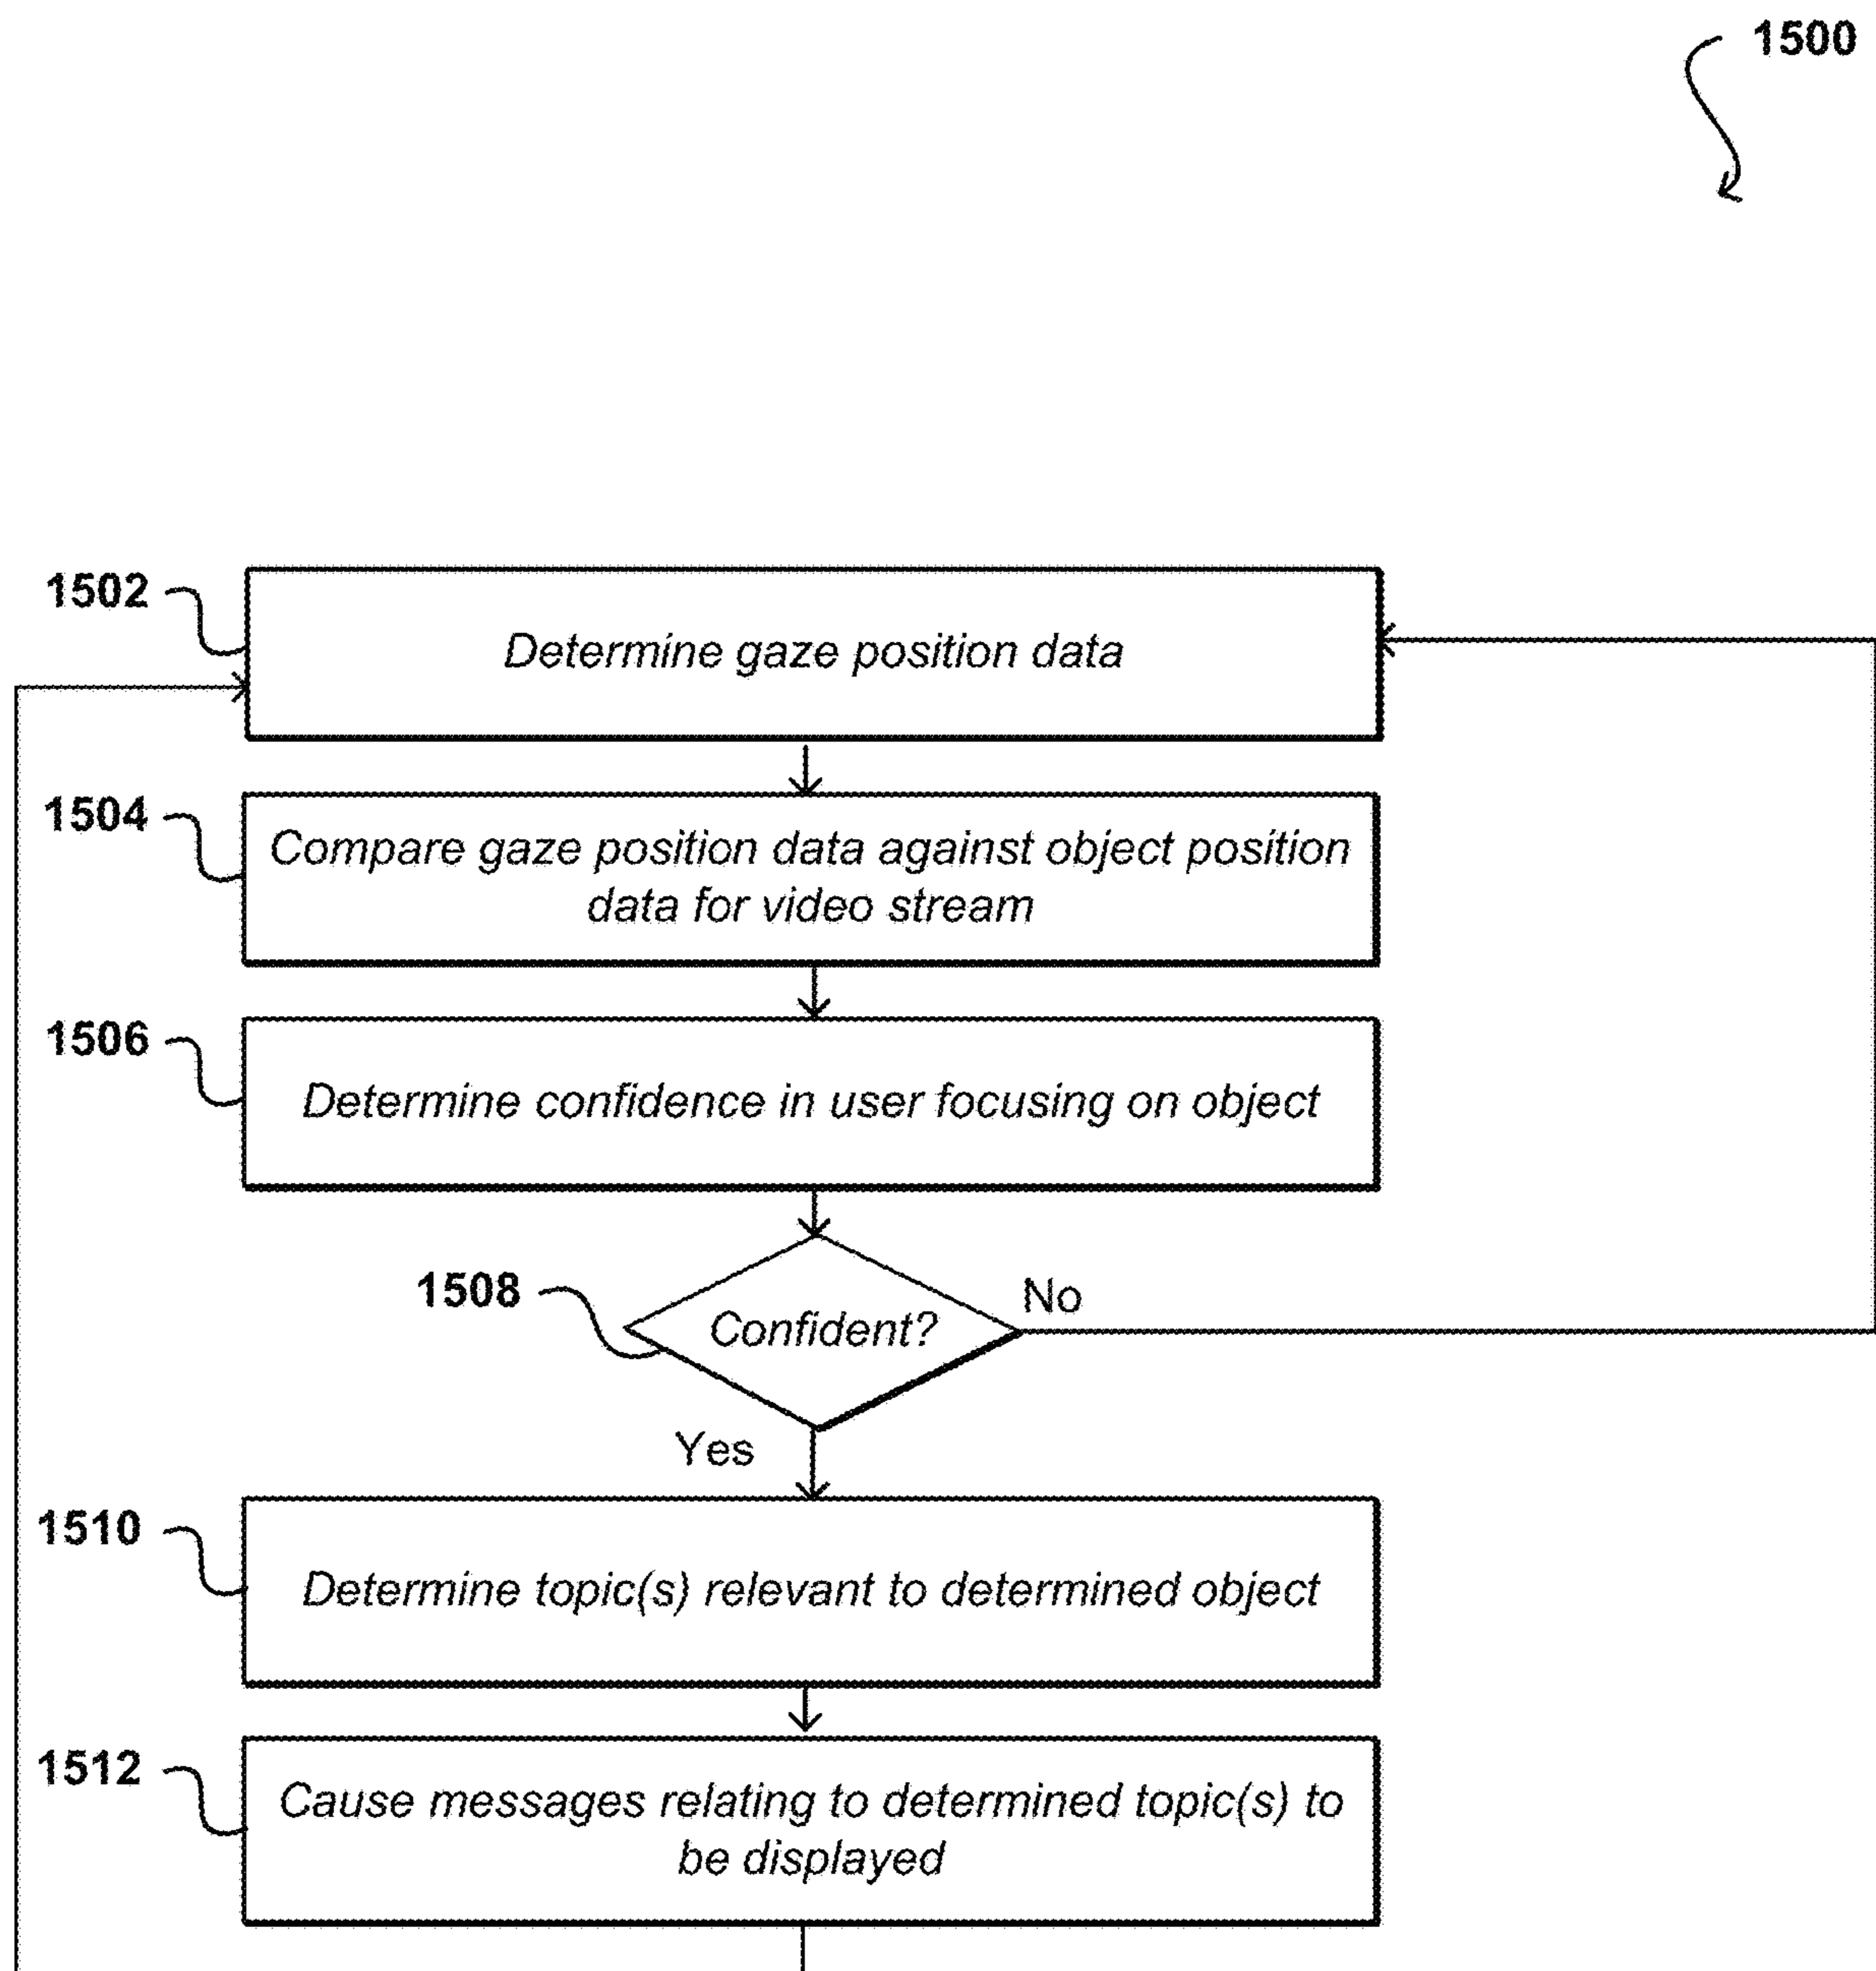 1500
1502
Determine gaze position data
1504
Compare gaze position data against object position
data for video stream
1506
Determine confidence in user focusing on object
1508
Confident?
No
Yes
1510
Determine topic(s) relevant to determined object
1512
Cause messages relating to determined topic(s) to
be displayed